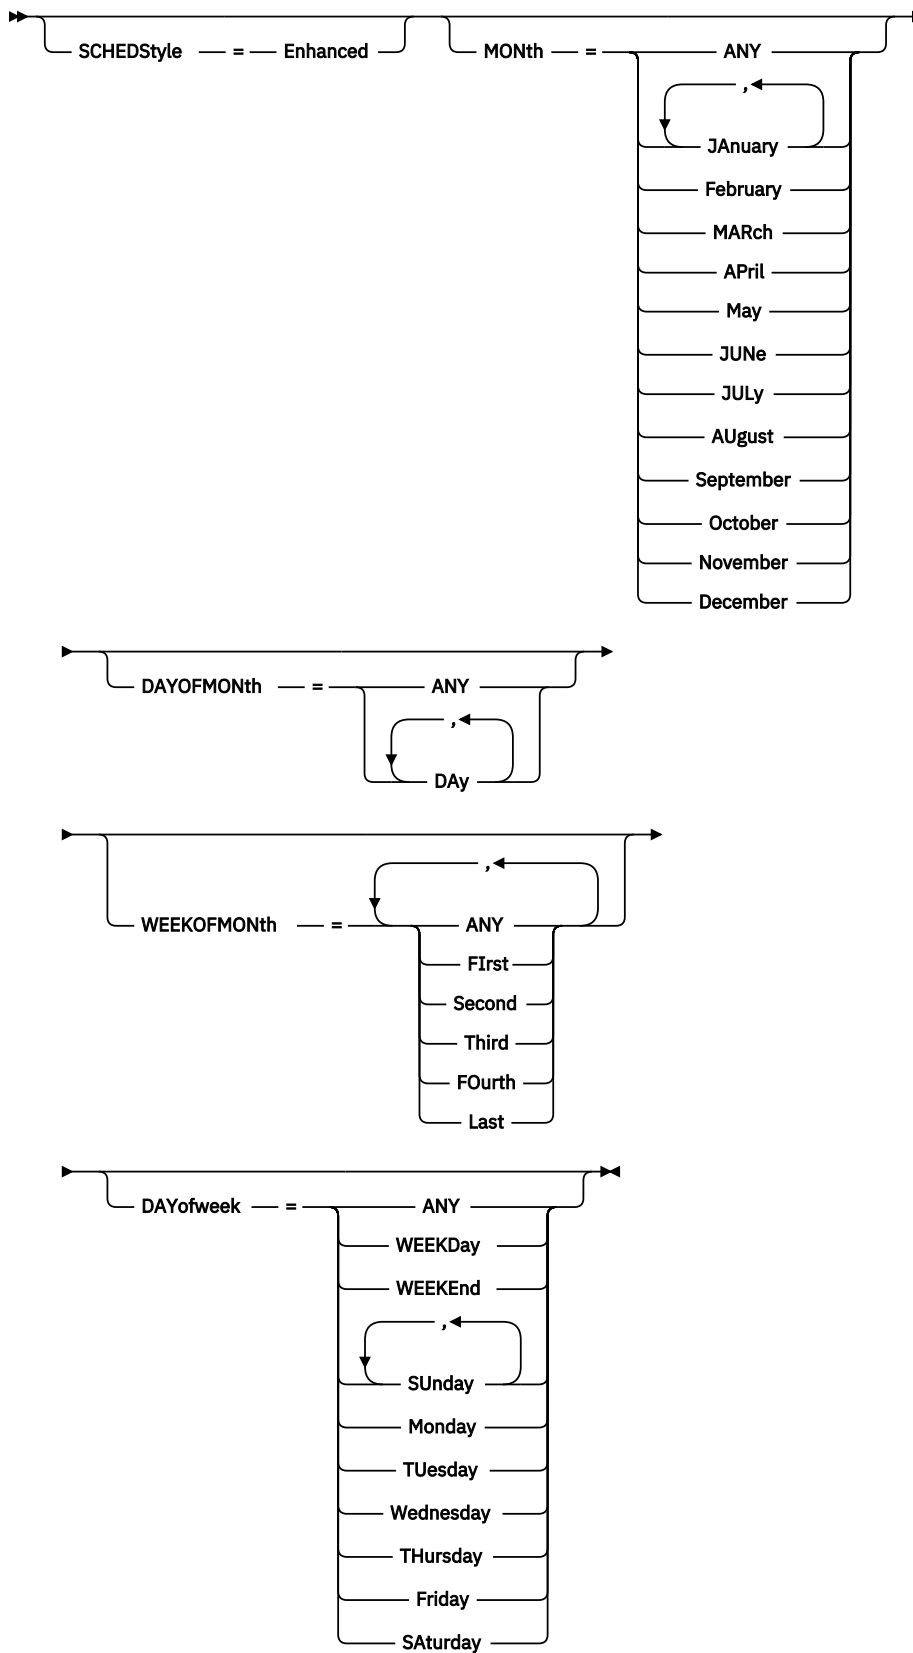 SCHEDStyle = Enhanced MONth = ANY
,
JAnuary
February
MARch
APril
May
JUNe
JULy
AUgust
September
October
November
December
DAYOFMONth = ANY
,
DAy
,
WEEKOFMONth = ANY
FIrst
Second
Third
FOurth
Last
DAYofweek = ANY
WEEKDay
WEEKEnd
,
SUnday
Monday
TUesday
Wednesday
THursday
Friday
SAturday